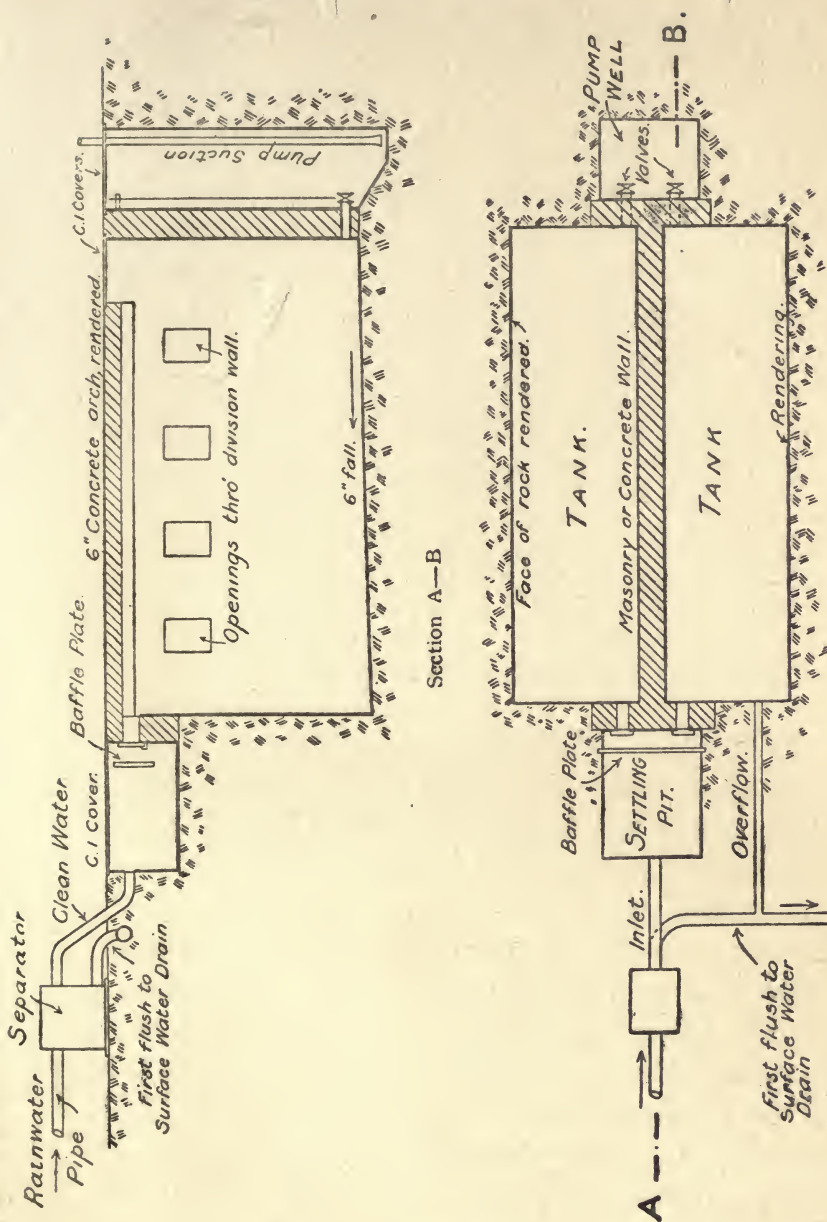 Rainwater
Pipe
Separator
Clean Water
C.I Cover.
Baffle Plate.
6" Concrete arch, rendered.
C.I Covers.
First flush to
Surface Water Drain
Openings thro' division wall.
6" fall.
Pump Suction
Section A—B
A
B.
Inlet.
First flush to
Surface Water
Drain
Baffle Plate
SETTLING
PIT.
Overflow.
Face of rock rendered.
TANK.
Masonry or Concrete Wall.
TANK
Rendering.
PUMP
WELL
Valves.